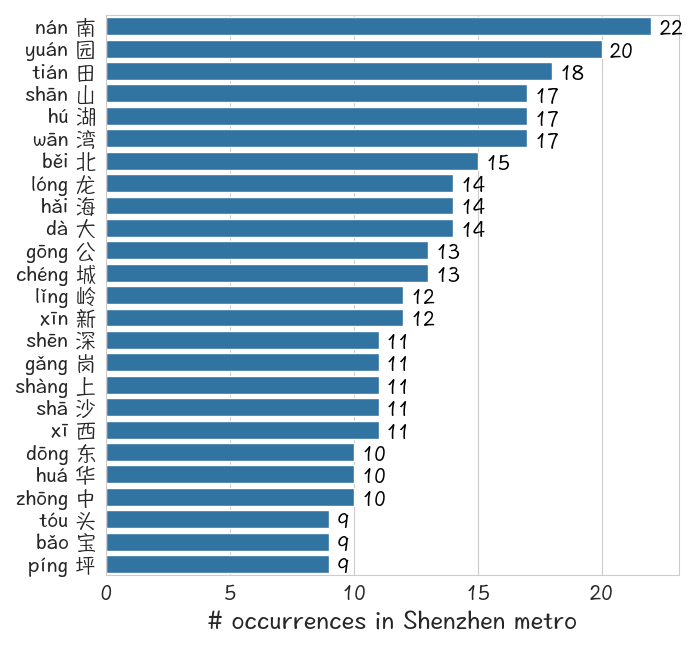 nán 南 22
yuán 园 20
tián 田 18
shān 山 17
hú 湖 17
wān 湾 17
běi 北 15
lóng 龙 14
hǎi 海 14
dà 大 14
gōng 公 13
chéng 城 13
lǐng 岭 12
xīn 新 12
shēn 深 11
gǎng 岗 11
shàng 上 11
shā 沙 11
xī 西 11
dōng 东 10
huá 华 10
zhōng 中 10
tóu 头 9
bǎo 宝 9
píng 坪 9
0 5 10 15 20
# occurrences in Shenzhen metro